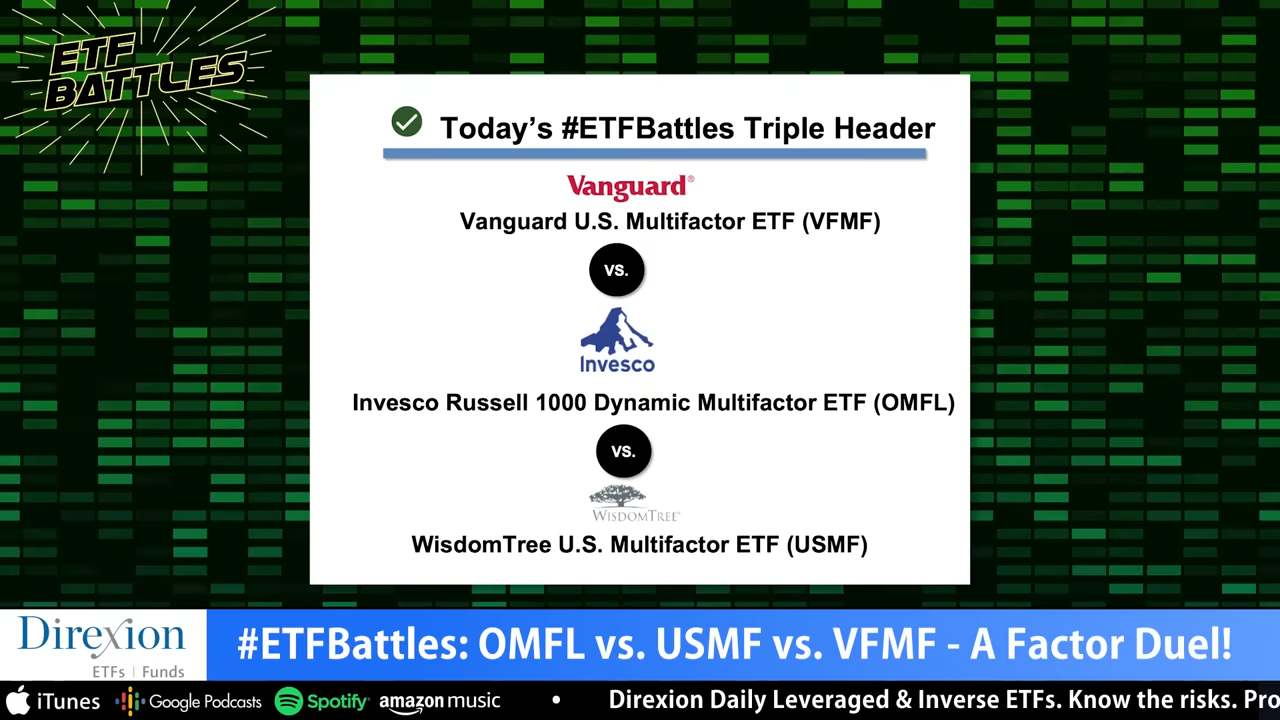 ETF
BATTLES
Today's #ETFBattles Triple Header
Vanguard®
Vanguard U.S. Multifactor ETF (VFMF)
vs.
Invesco
Invesco Russell 1000 Dynamic Multifactor ETF (OMFL)
vs.
WISDOMTREE®
WisdomTree U.S. Multifactor ETF (USMF)
Direxion
ETFs | Funds
#ETFBattles: OMFL vs. USMF vs. VFMF - A Factor Duel!
iTunes Google Podcasts Spotify® amazon music • Direxion Daily Leveraged & Inverse ETFs. Know the risks. Pro